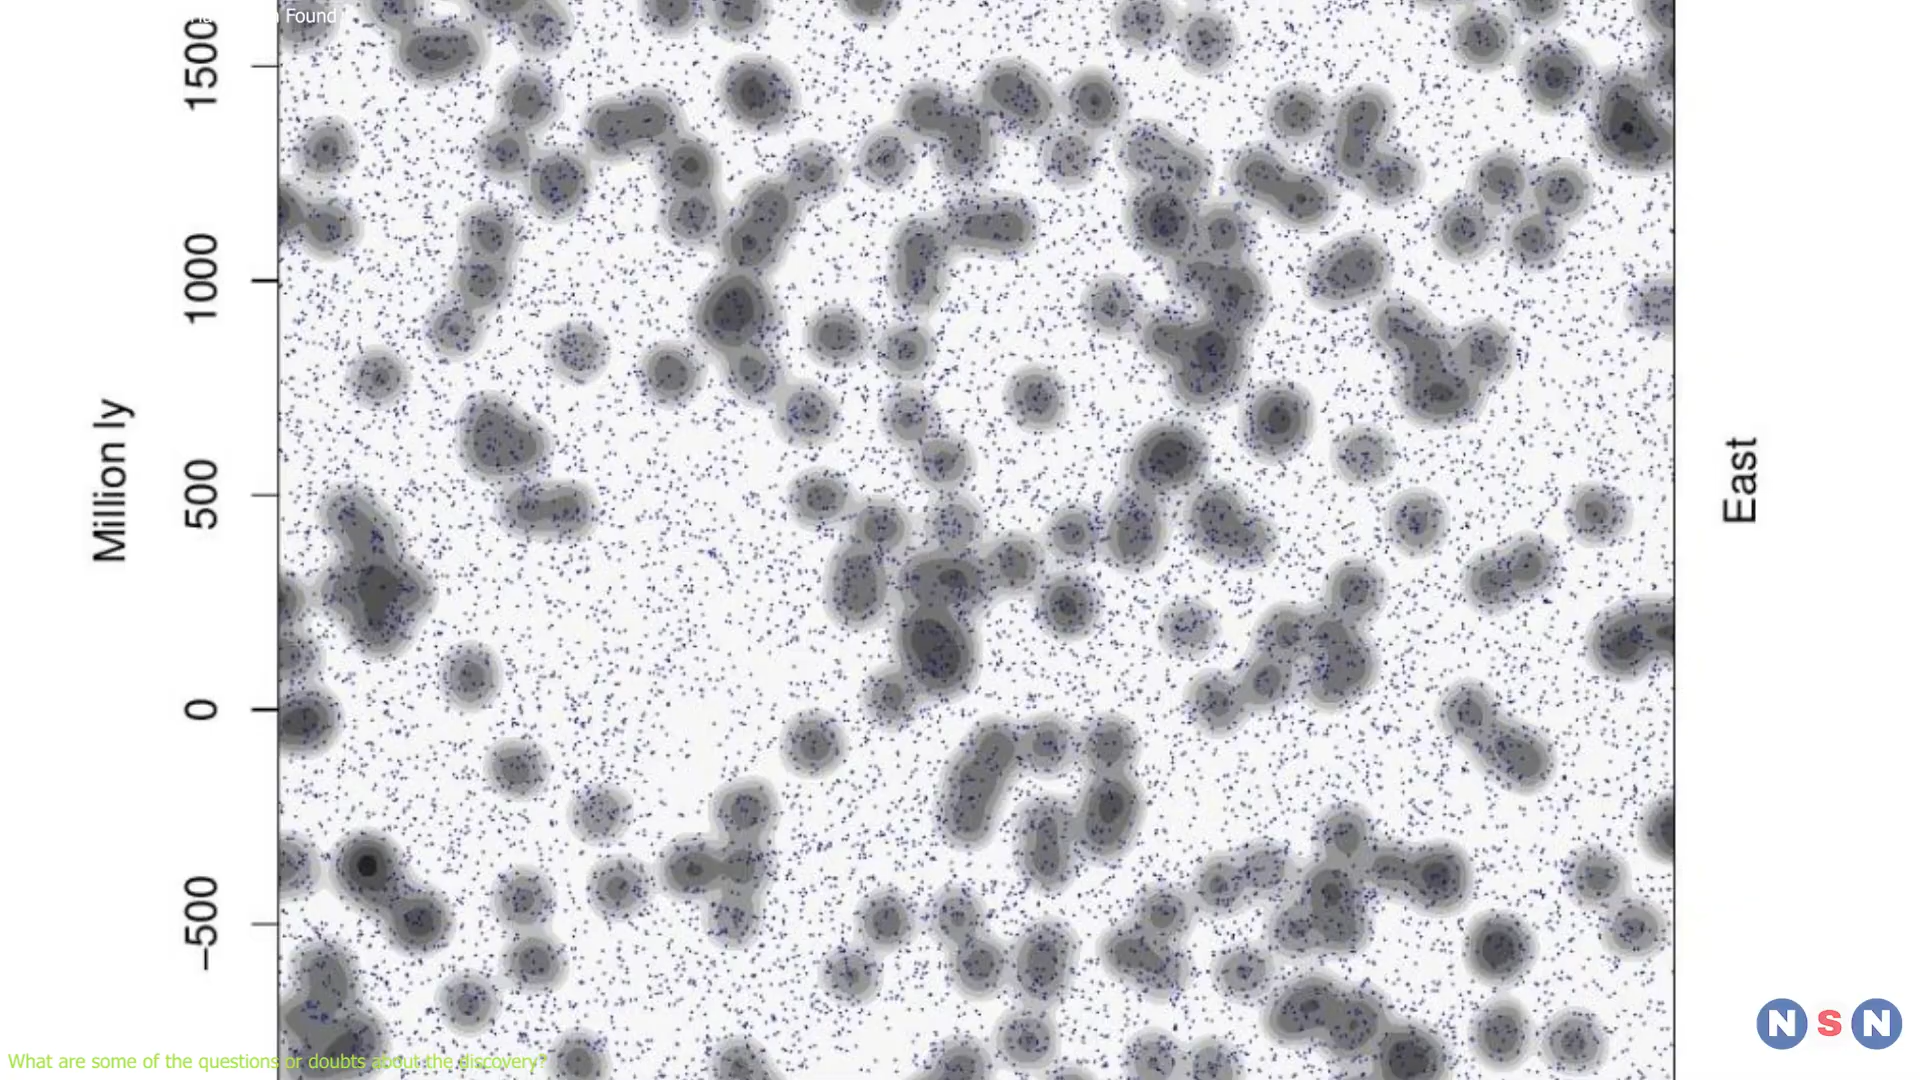 Found
1500
1000
500
0
−500
Million ly
East
What are some of the questions or doubts about the discovery?
N S N